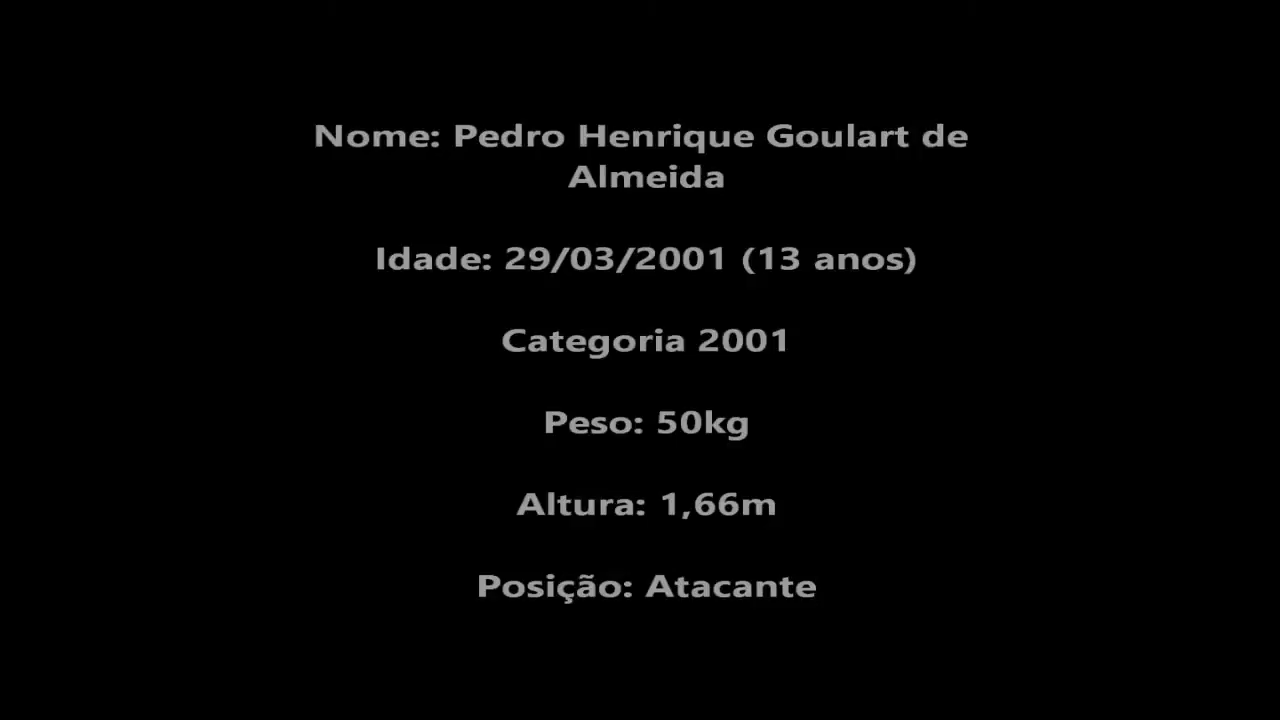 Nome: Pedro Henrique Goulart de
Almeida
Idade: 29/03/2001 (13 anos)
Categoria 2001
Peso: 50kg
Altura: 1,66m
Posição: Atacante